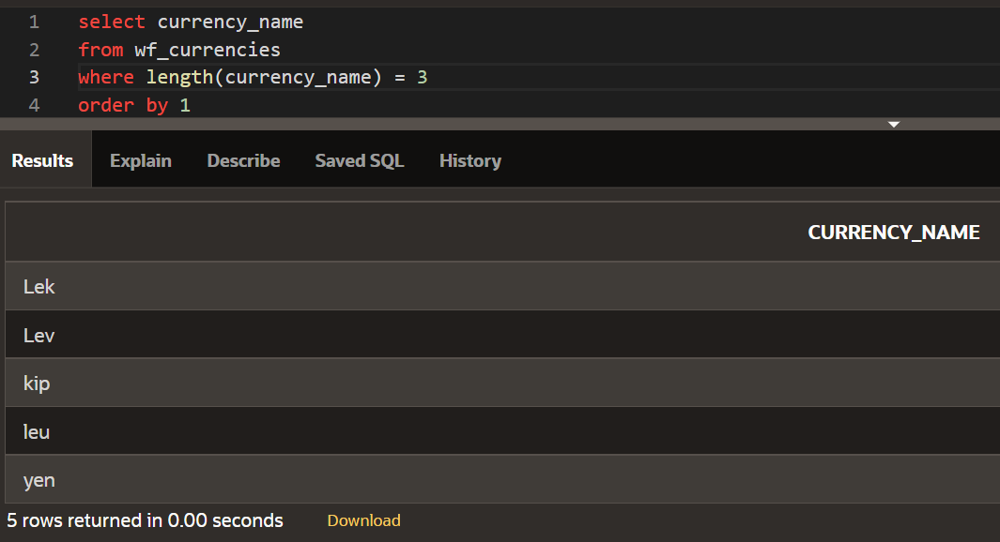 1 select currency_name
2 from wf_currencies
3 where length(currency_name) = 3
4 order by 1
Results Explain Describe Saved SQL History
CURRENCY_NAME
Lek
Lev
kip
leu
yen
5 rows returned in 0.00 seconds Download